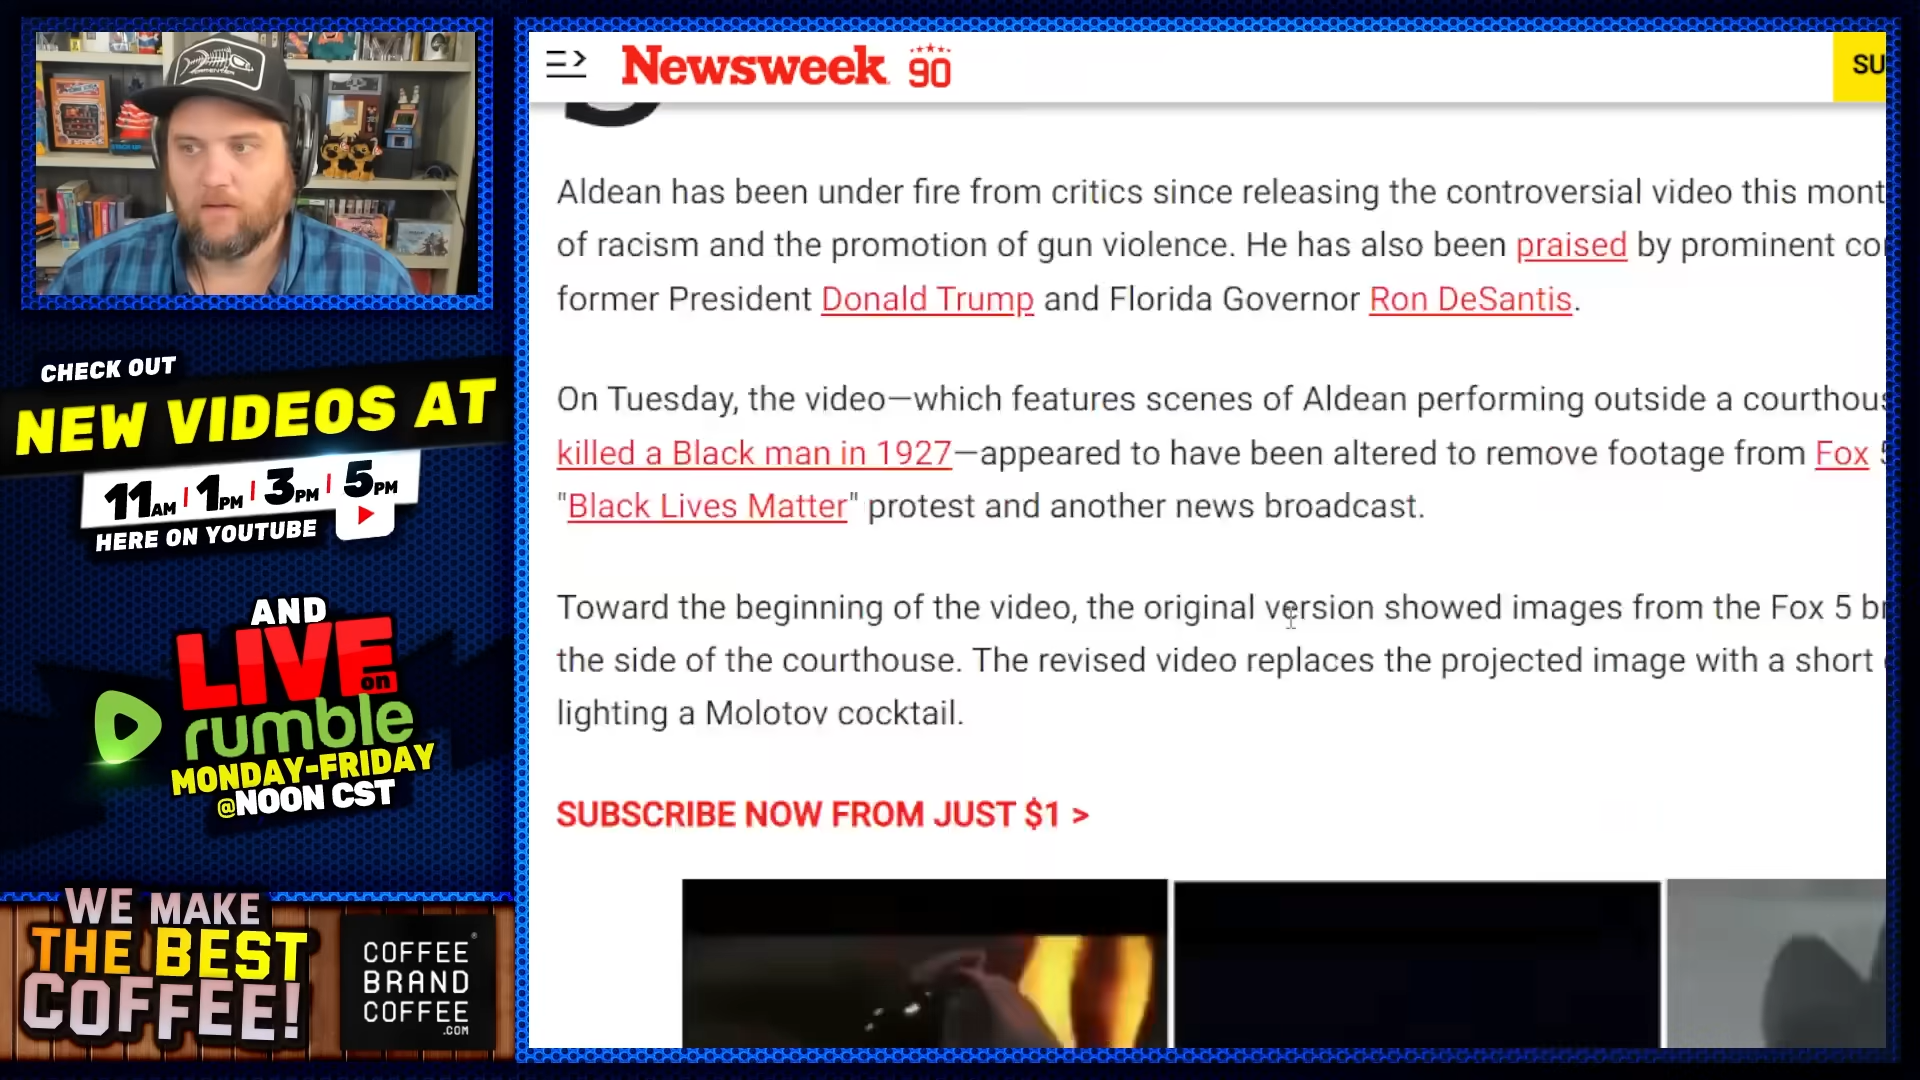 CHECK OUT
NEW VIDEOS AT
11AM | 1PM | 3PM | 5PM
HERE ON YOUTUBE
AND
LIVE on
rumble
MONDAY-FRIDAY
@NOON CST
WE MAKE
THE BEST
COFFEE!
COFFEE
BRAND
COFFEE
.COM
Newsweek 90
SU
Aldean has been under fire from critics since releasing the controversial video this mont
of racism and the promotion of gun violence. He has also been praised by prominent co
former President Donald Trump and Florida Governor Ron DeSantis.
On Tuesday, the video—which features scenes of Aldean performing outside a courthous
killed a Black man in 1927—appeared to have been altered to remove footage from Fox 5
"Black Lives Matter" protest and another news broadcast.
Toward the beginning of the video, the original version showed images from the Fox 5 br
the side of the courthouse. The revised video replaces the projected image with a short
lighting a Molotov cocktail.
SUBSCRIBE NOW FROM JUST $1 >